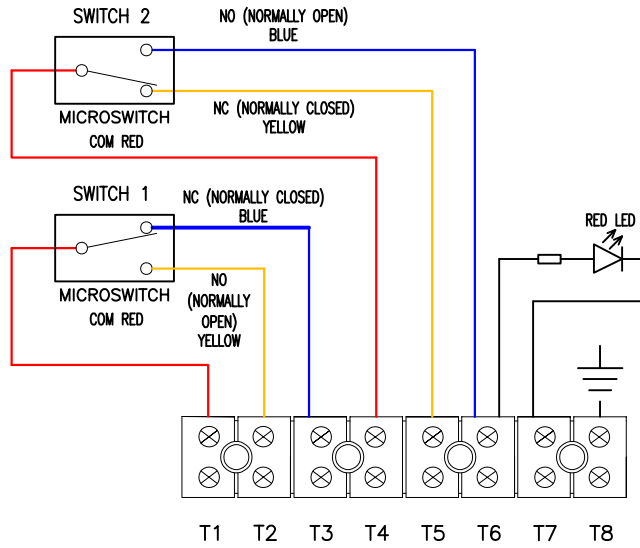 SWITCH 2
NO (NORMALLY OPEN)
BLUE
NC (NORMALLY CLOSED)
YELLOW
MICROSWITCH
COM RED
SWITCH 1
NC (NORMALLY CLOSED)
BLUE
RED LED
NO
(NORMALLY
OPEN)
YELLOW
MICROSWITCH
COM RED
T1 T2 T3 T4 T5 T6 T7 T8